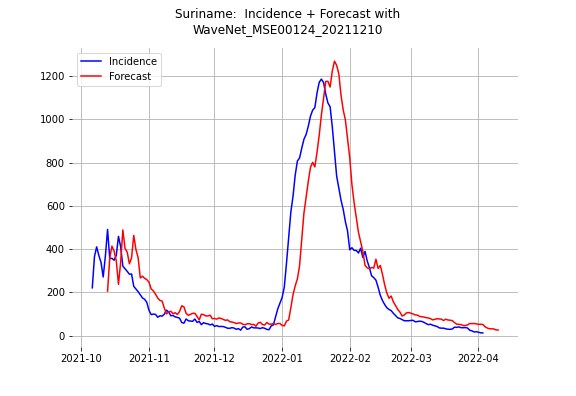 Suriname:  Incidence + Forecast with
WaveNet_MSE00124_20211210
Incidence
Forecast
1200
1000
800
600
400
200
0
2021-10 2021-11 2021-12 2022-01 2022-02 2022-03 2022-04